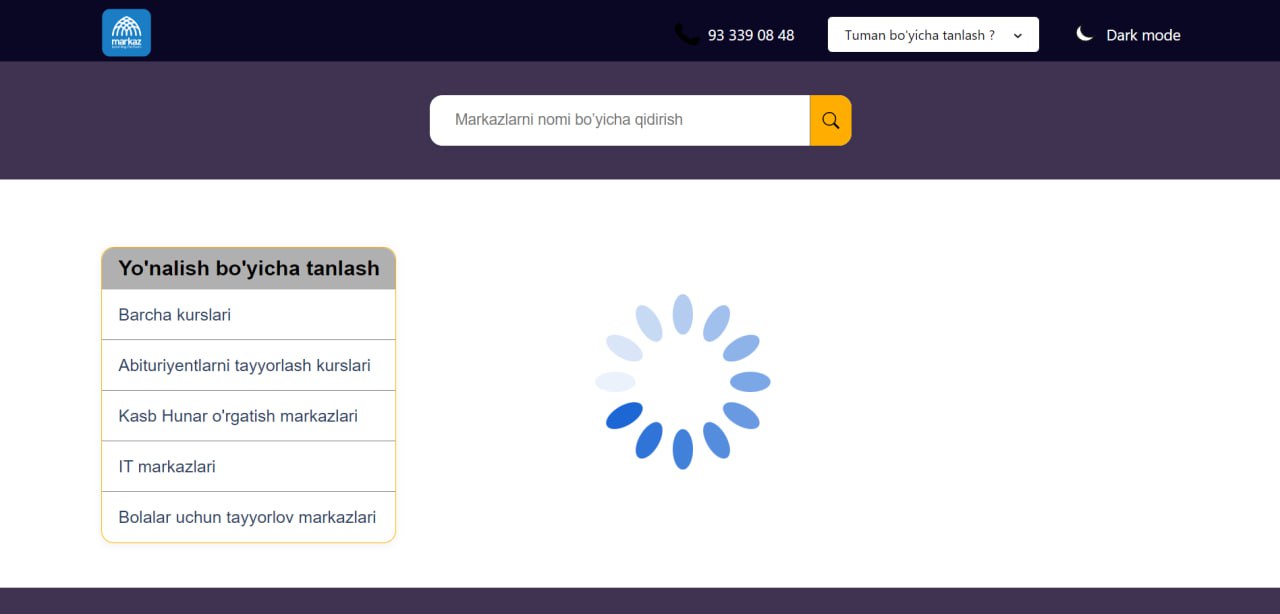 markaz
93 339 08 48
Tuman bo'yicha tanlash ?
Dark mode
Markazlarni nomi bo'yicha qidirish
Yo'nalish bo'yicha tanlash
Barcha kurslari
Abituriyentlarni tayyorlash kurslari
Kasb Hunar o'rgatish markazlari
IT markazlari
Bolalar uchun tayyorlov markazlari